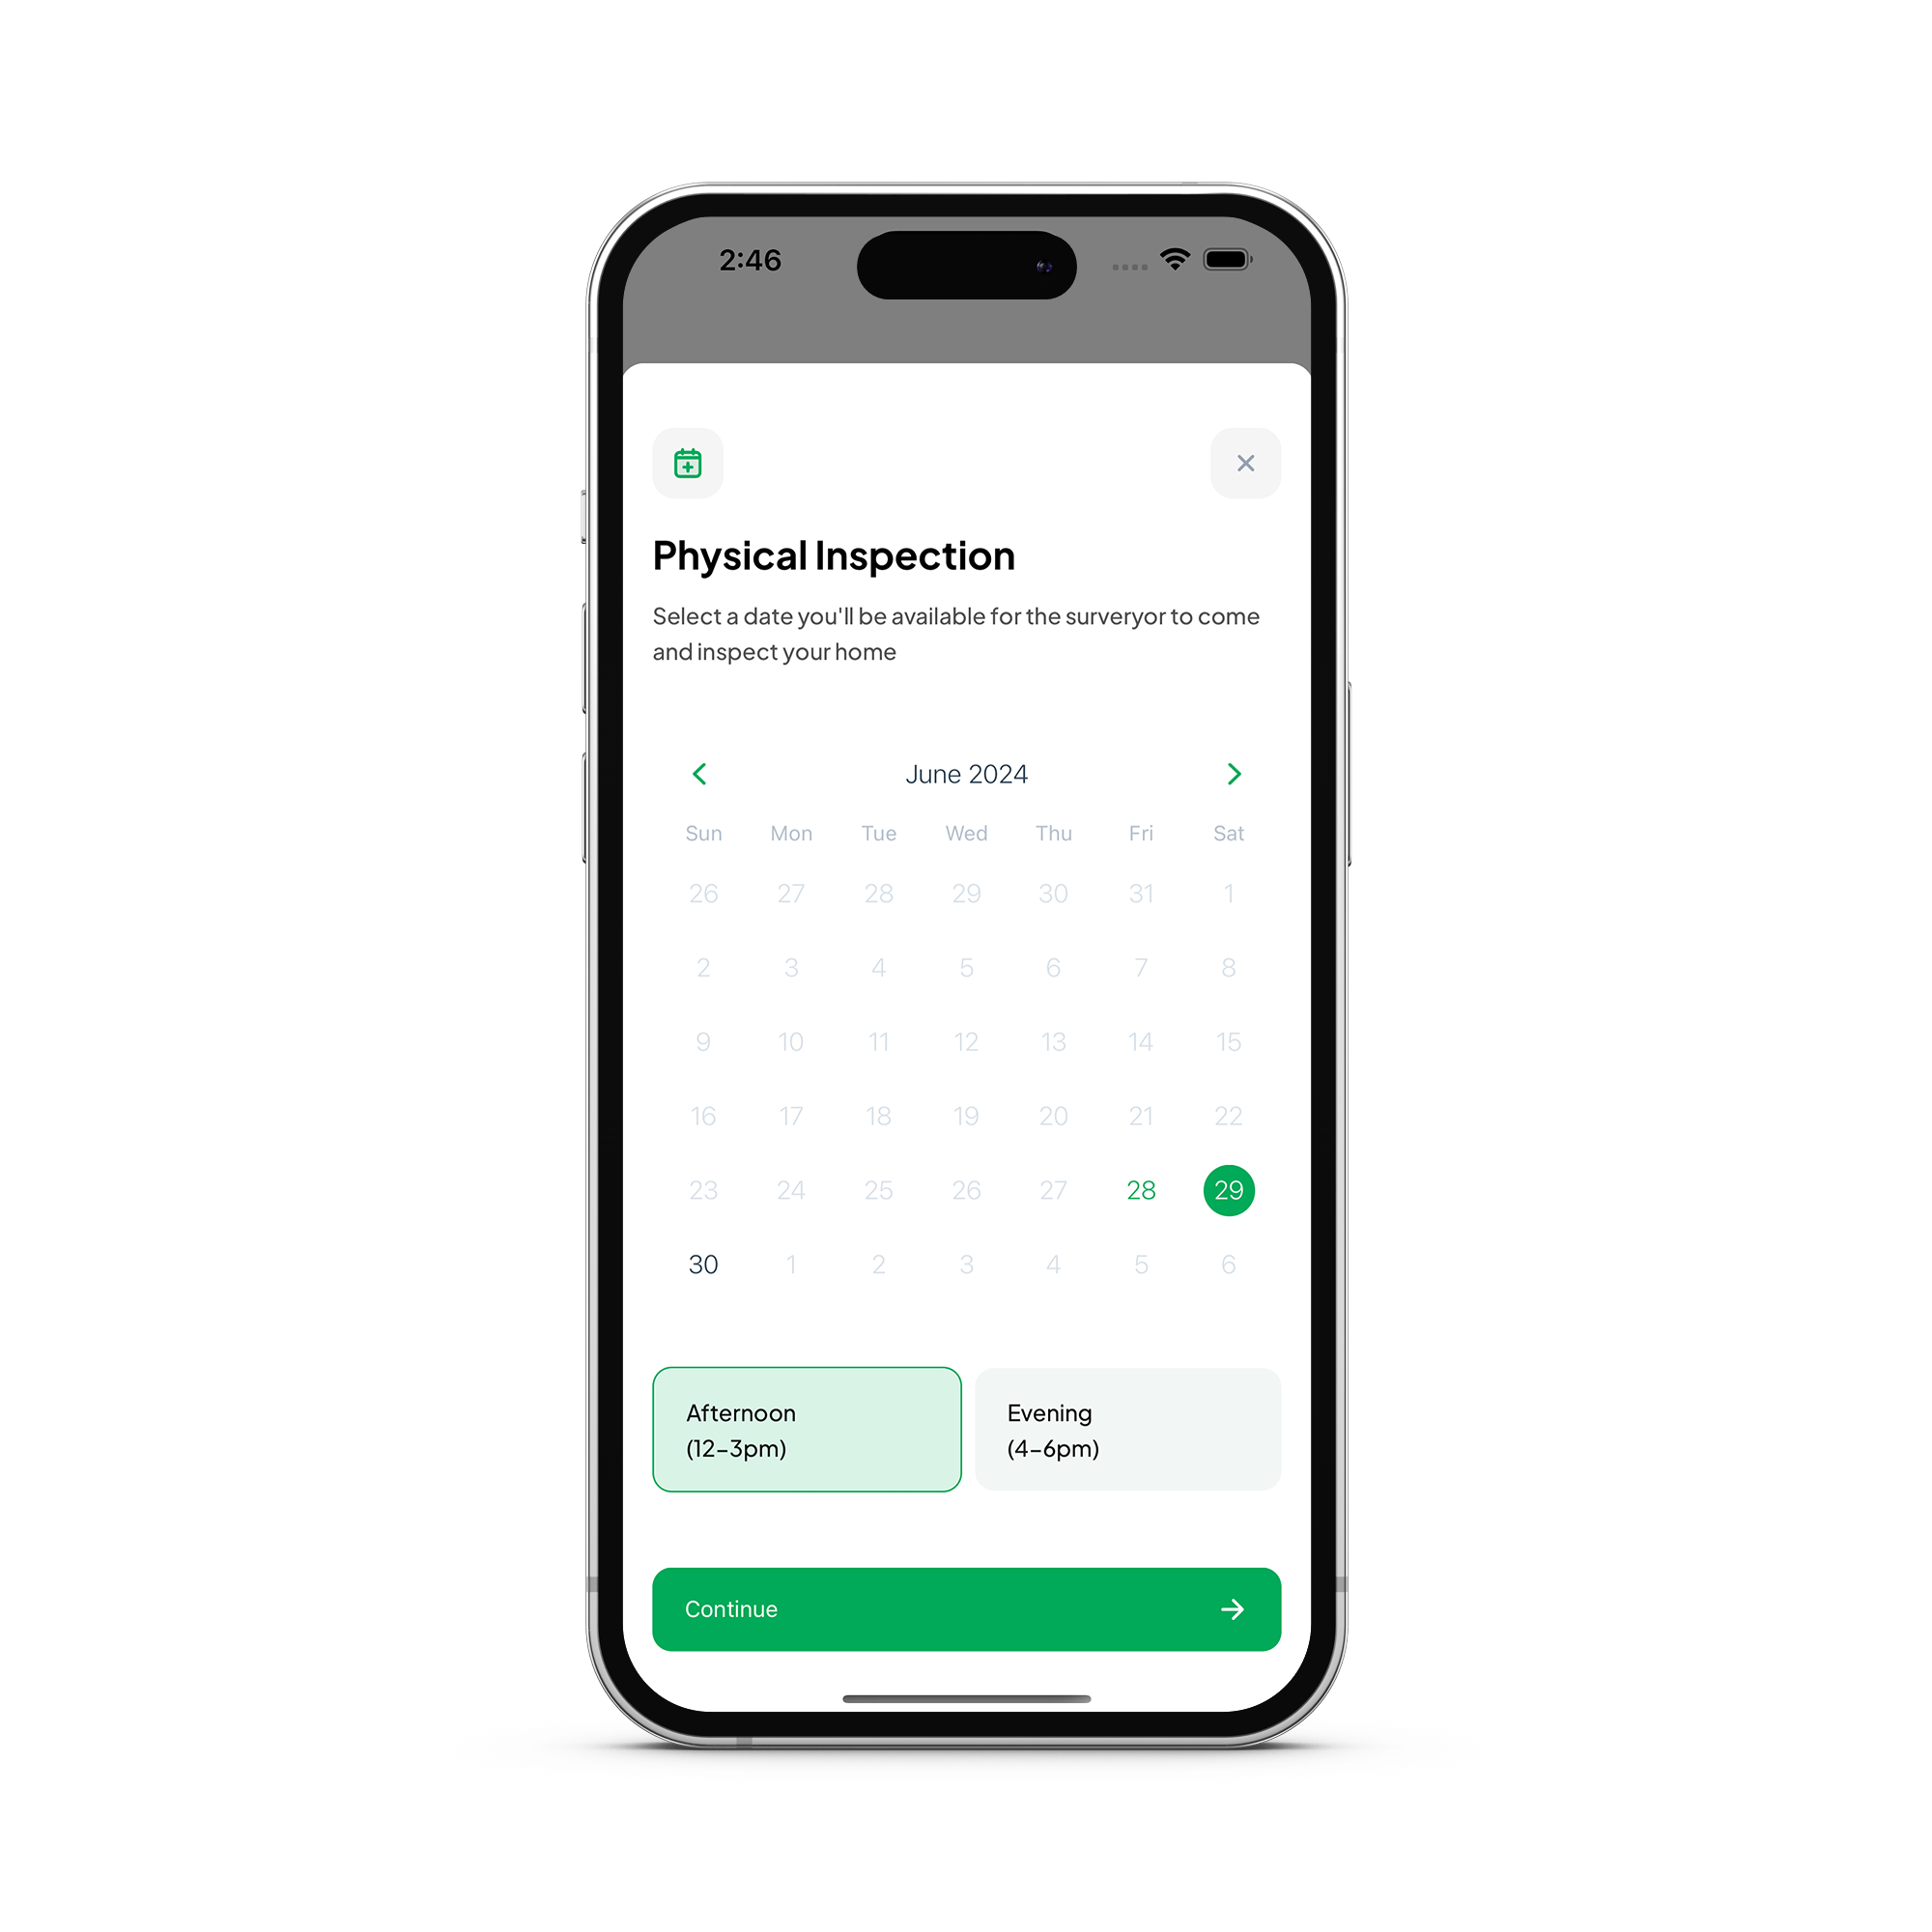 2:46
Physical Inspection
Select a date you'll be available for the surveryor to come
and inspect your home
June 2024
Sun Mon Tue Wed Thu Fri Sat
26 27 28 29 30 31 1
2 3 4 5 6 7 8
9 10 11 12 13 14 15
16 17 18 19 20 21 22
23 24 25 26 27 28 29
30 1 2 3 4 5 6
Afternoon
(12–3pm)
Evening
(4–6pm)
Continue